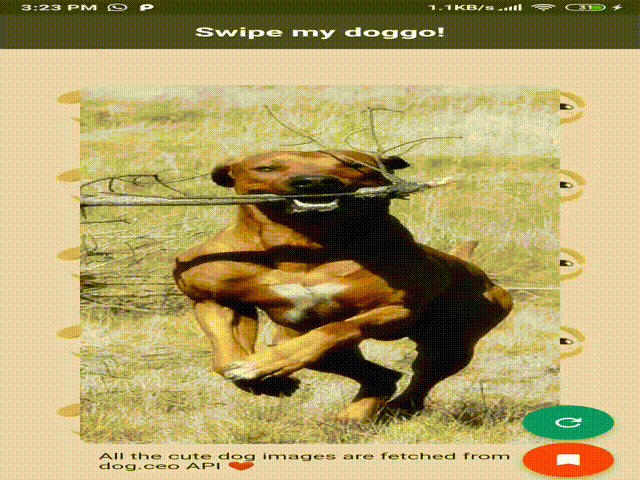 3:23 PM 1.1KB/s 31
Swipe my doggo!
All the cute dog images are fetched from
dog.ceo API ❤️